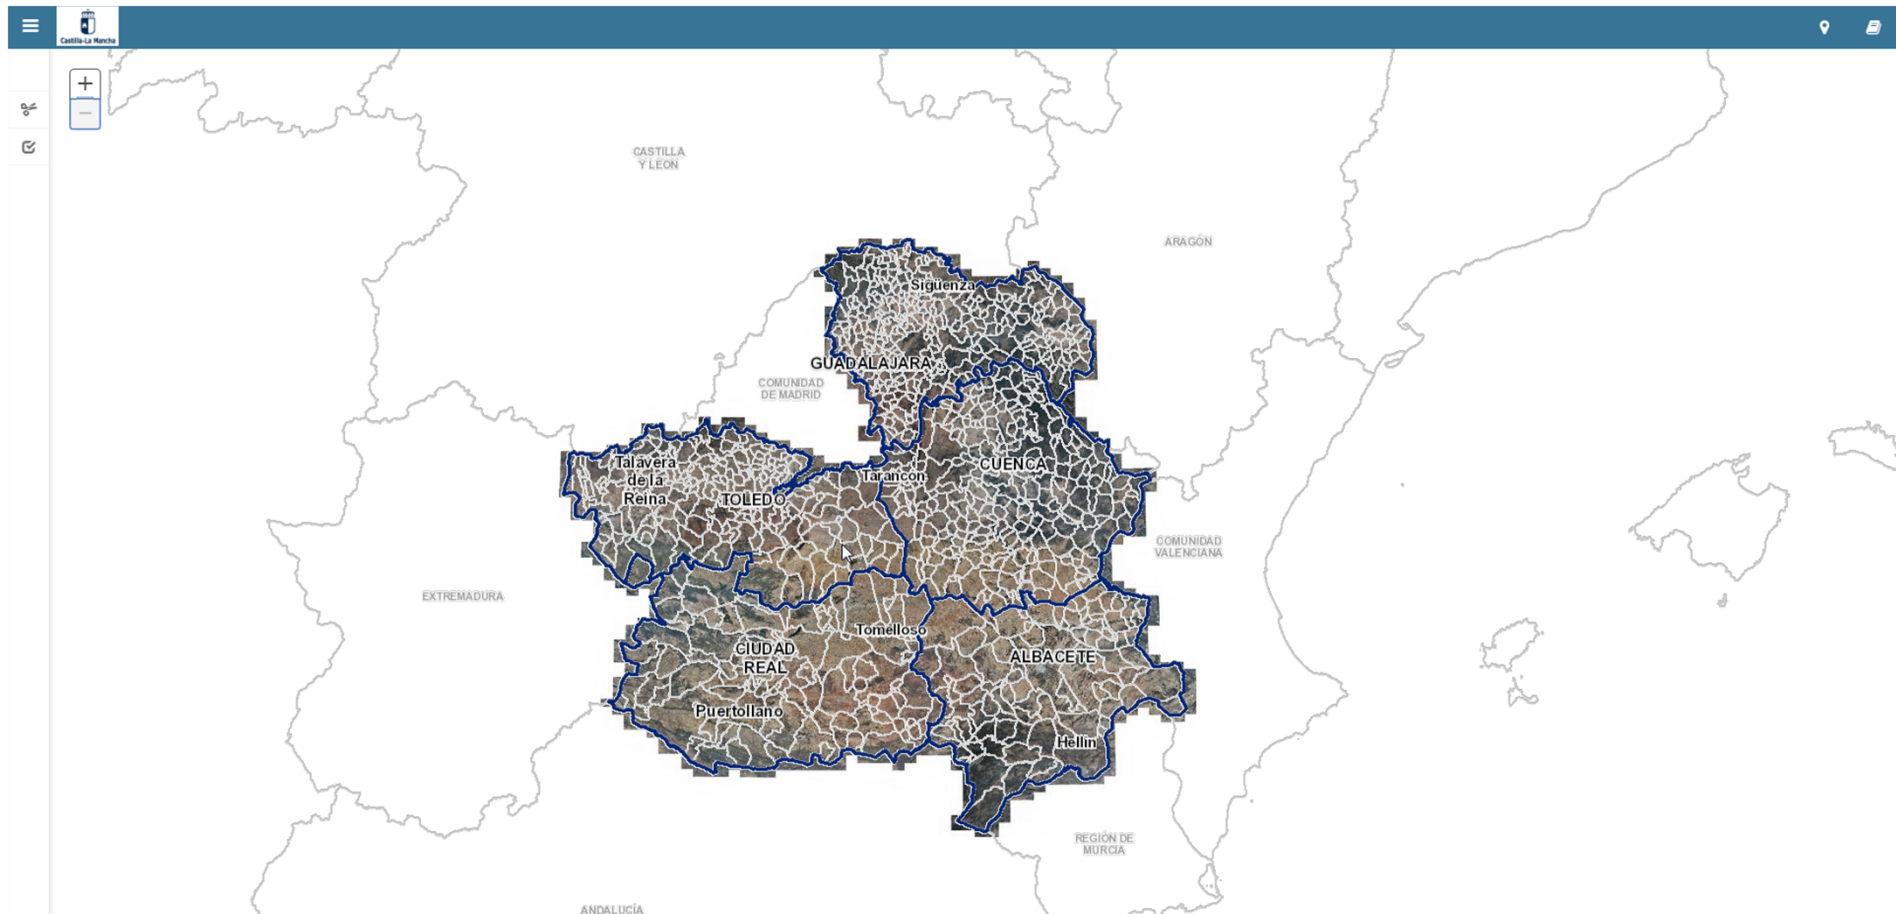 Castilla-La Mancha
CASTILLA
Y LEON
ARAGÓN
Sigüenza
GUADALAJARA
COMUNIDAD
DE MADRID
Talavera
de la
Reina
TOLEDO
Tarancón
CUENCA
COMUNIDAD
VALENCIANA
EXTREMADURA
Tomelloso
CIUDAD
REAL
ALBACETE
Puertollano
Hellín
REGIÓN DE
MURCIA
ANDALUCÍA